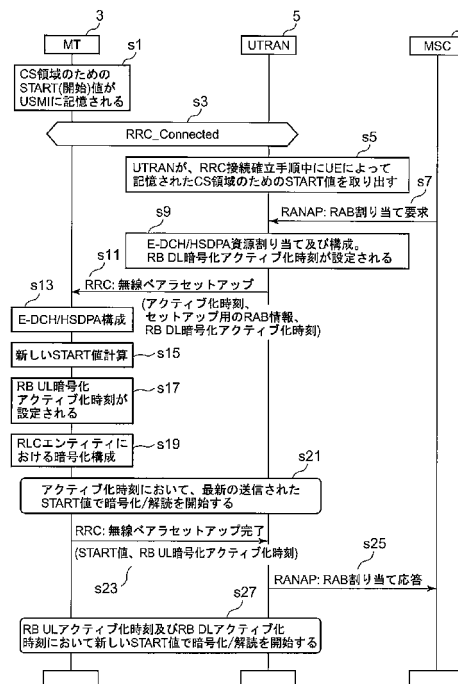 3
5
MT
UTRAN
MSC
s1
CS領域のための
START(開始)値が
USMIに記憶される
s3
RRC_Connected
s5
UTRANが、RRC接続確立手順中にUEによって
記憶されたCS領域のためのSTART値を取り出す
s7
RANAP: RAB割り当て要求
s9
E-DCH/HSDPA資源割り当て及び構成。
RB DL暗号化アクティブ化時刻が設定される
s11
RRC: 無線ベアラセットアップ
(アクティブ化時刻、
セットアップ用のRAB情報、
RB DL暗号化アクティブ化時刻)
s13
E-DCH/HSDPA構成
新しいSTART値計算
s15
RB UL暗号化
アクティブ化時刻が
設定される
s17
RLCエンティティに
おける暗号化構成
s19
s21
アクティブ化時刻において、最新の送信された
START値で暗号化/解読を開始する
RRC: 無線ベアラセットアップ完了
(START値、RB UL暗号化アクティブ化時刻)
s23
s25
RANAP: RAB割り当て応答
s27
RB ULアクティブ化時刻及びRB DLアクティブ化
時刻において新しいSTART値で暗号化/解読を開始する